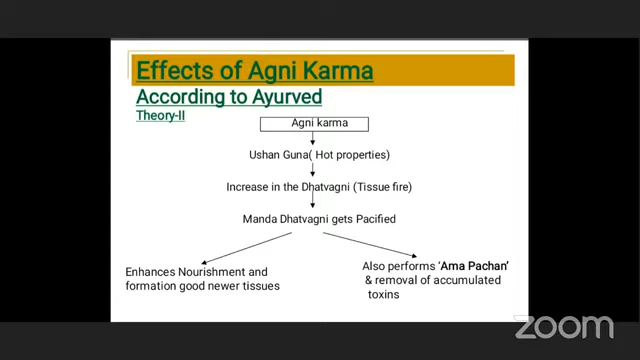 Effects of Agni Karma
According to Ayurved
Theory-II
Agni karma
Ushan Guna( Hot properties)
Increase in the Dhatvagni (Tissue fire)
Manda Dhatvagni gets Pacified
Enhances Nourishment and
formation good newer tissues
Also performs ‘Ama Pachan’
& removal of accumulated
toxins
zoom